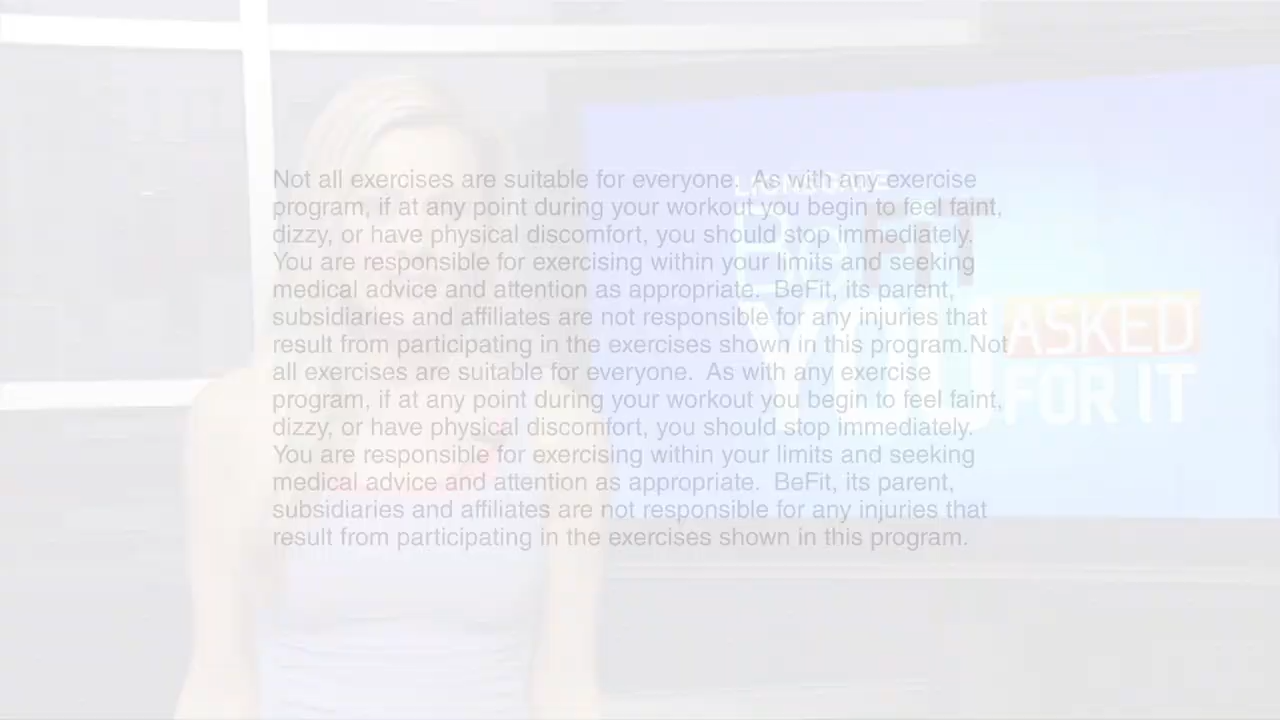 Not all exercises are suitable for everyone.  As with any exercise
program, if at any point during your workout you begin to feel faint,
dizzy, or have physical discomfort, you should stop immediately.
You are responsible for exercising within your limits and seeking
medical advice and attention as appropriate.  BeFit, its parent,
subsidiaries and affiliates are not responsible for any injuries that
result from participating in the exercises shown in this program.Not
all exercises are suitable for everyone.  As with any exercise
program, if at any point during your workout you begin to feel faint,
dizzy, or have physical discomfort, you should stop immediately.
You are responsible for exercising within your limits and seeking
medical advice and attention as appropriate.  BeFit, its parent,
subsidiaries and affiliates are not responsible for any injuries that
result from participating in the exercises shown in this program.
LIONSGATE
BeFiT
YOU ASKED
FOR IT